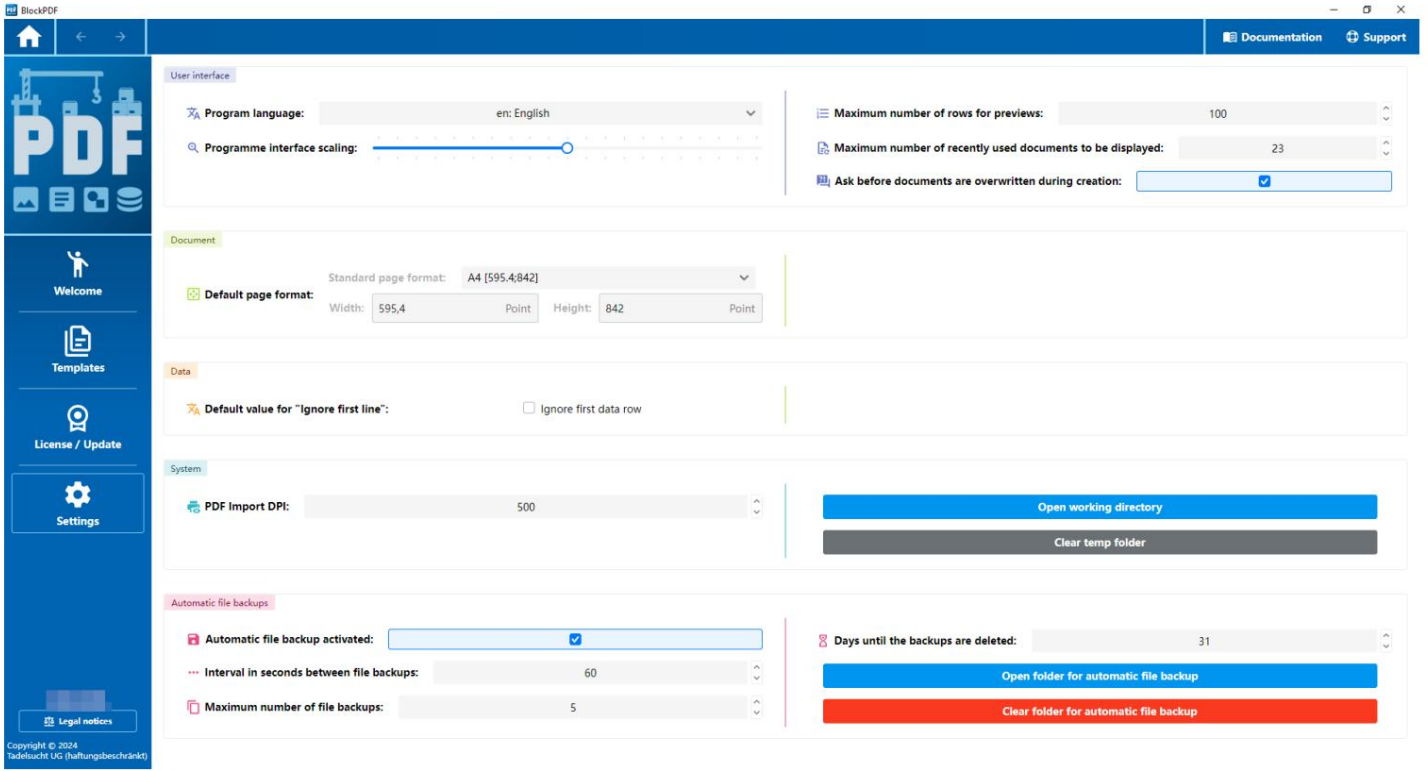 BlockPDF
Documentation
Support
PDF
User interface
Program language:
en: English
Programme interface scaling:
Maximum number of rows for previews:
100
Maximum number of recently used documents to be displayed:
23
Ask before documents are overwritten during creation:
Welcome
Templates
License / Update
Settings
Legal notices
Copyright © 2024
Tadelsucht UG (haftungsbeschränkt)
Document
Default page format:
Standard page format:
A4 [595.4;842]
Width:
595,4
Point
Height:
842
Point
Data
Default value for "Ignore first line":
Ignore first data row
System
PDF Import DPI:
500
Open working directory
Clear temp folder
Automatic file backups
Automatic file backup activated:
Interval in seconds between file backups:
60
Maximum number of file backups:
5
Days until the backups are deleted:
31
Open folder for automatic file backup
Clear folder for automatic file backup